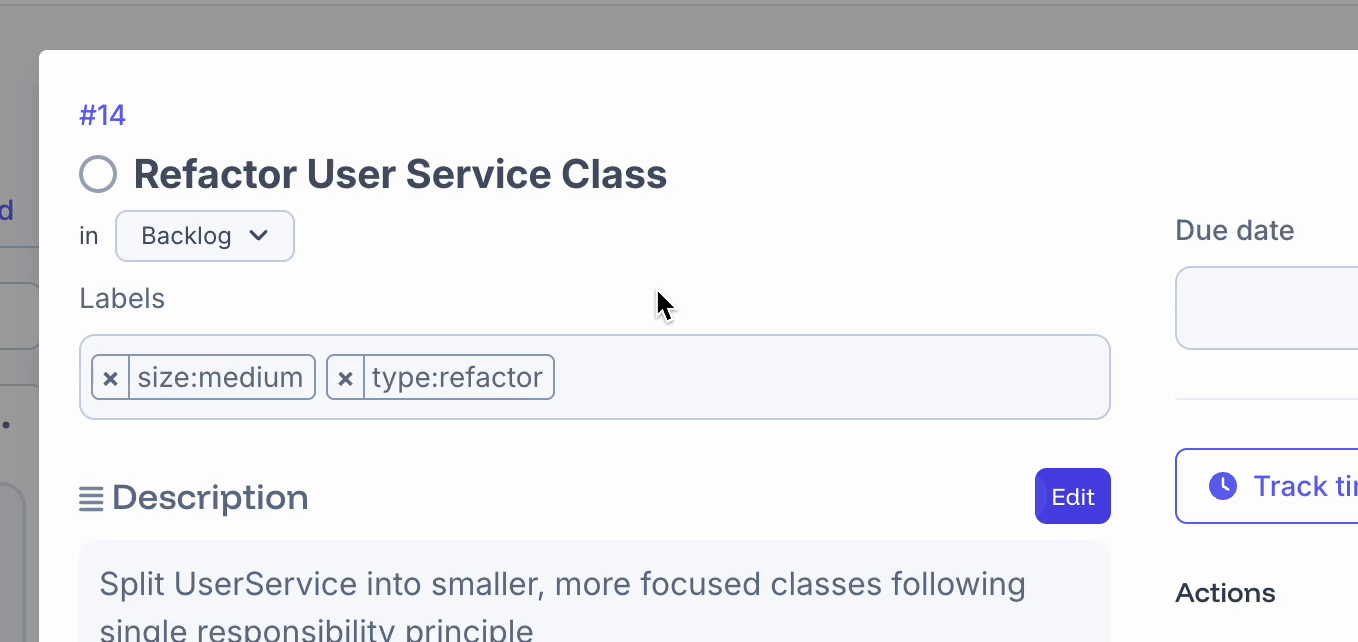 #14
Refactor User Service Class
in Backlog
Labels
size:medium type:refactor
Description
Edit
Split UserService into smaller, more focused classes following
single responsibility principle
Due date
Track
Actions